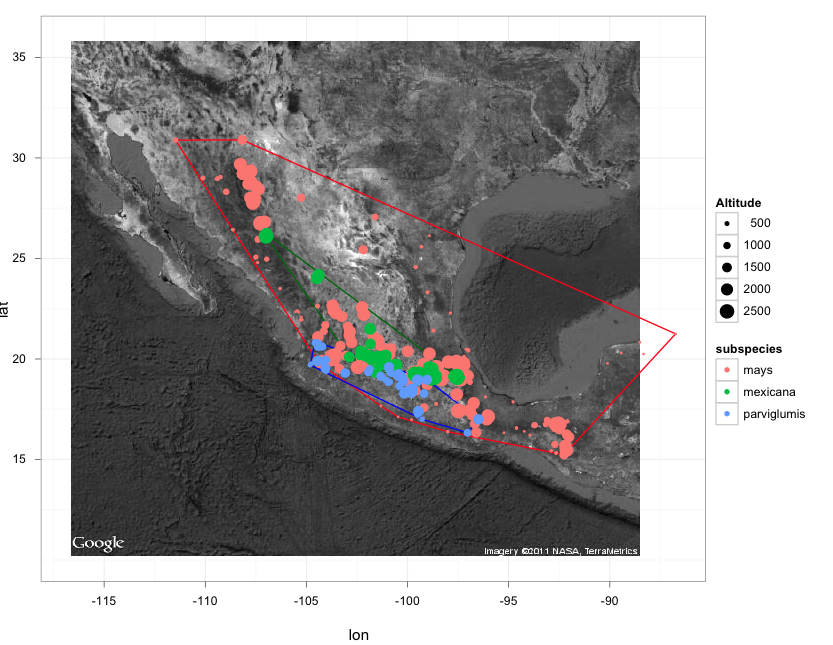 35
30
25
20
15
lat
-115
-110
-105
-100
-95
-90
lon
Google
Imagery ©2011 NASA, TerraMetrics
Altitude
500
1000
1500
2000
2500
subspecies
mays
mexicana
parviglumis